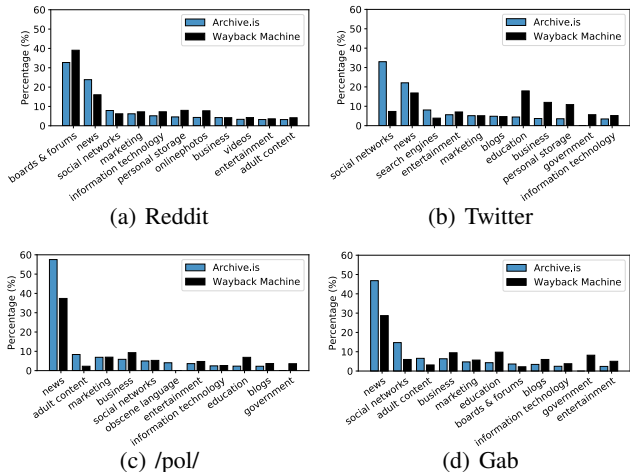 60
50
40
30
20
10
0
Percentage (%)
Archive.is
Wayback Machine
boards & forums
news
social networks
marketing
information technology
personal storage
onlinephotos
business
videos
entertainment
adult content
(a) Reddit
60
50
40
30
20
10
0
Percentage (%)
Archive.is
Wayback Machine
social networks
news
search engines
entertainment
marketing
blogs
education
business
personal storage
government
information technology
(b) Twitter
60
50
40
30
20
10
0
Percentage (%)
Archive.is
Wayback Machine
news
adult content
marketing
business
social networks
obscene language
entertainment
information technology
education
blogs
government
(c) /pol/
60
50
40
30
20
10
0
Percentage (%)
Archive.is
Wayback Machine
news
social networks
adult content
business
marketing
education
boards & forums
blogs
information technology
government
entertainment
(d) Gab